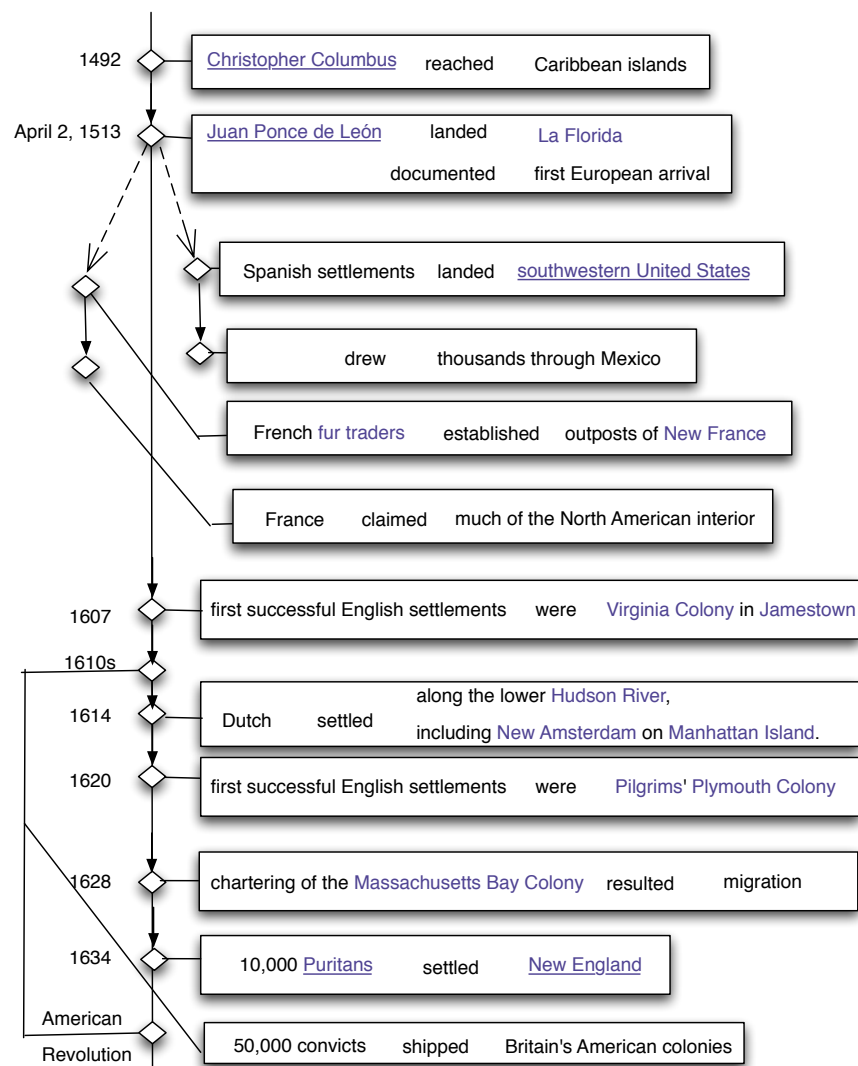 1492 Christopher Columbus reached Caribbean islands
April 2, 1513 Juan Ponce de León landed La Florida
documented first European arrival
Spanish settlements landed southwestern United States
drew thousands through Mexico
French fur traders established outposts of New France
France claimed much of the North American interior
1607 first successful English settlements were Virginia Colony in Jamestown
1610s
along the lower Hudson River,
1614 Dutch settled
including New Amsterdam on Manhattan Island.
1620 first successful English settlements were Pilgrims' Plymouth Colony
1628 chartering of the Massachusetts Bay Colony resulted migration
1634 10,000 Puritans settled New England
American
Revolution
50,000 convicts shipped Britain's American colonies